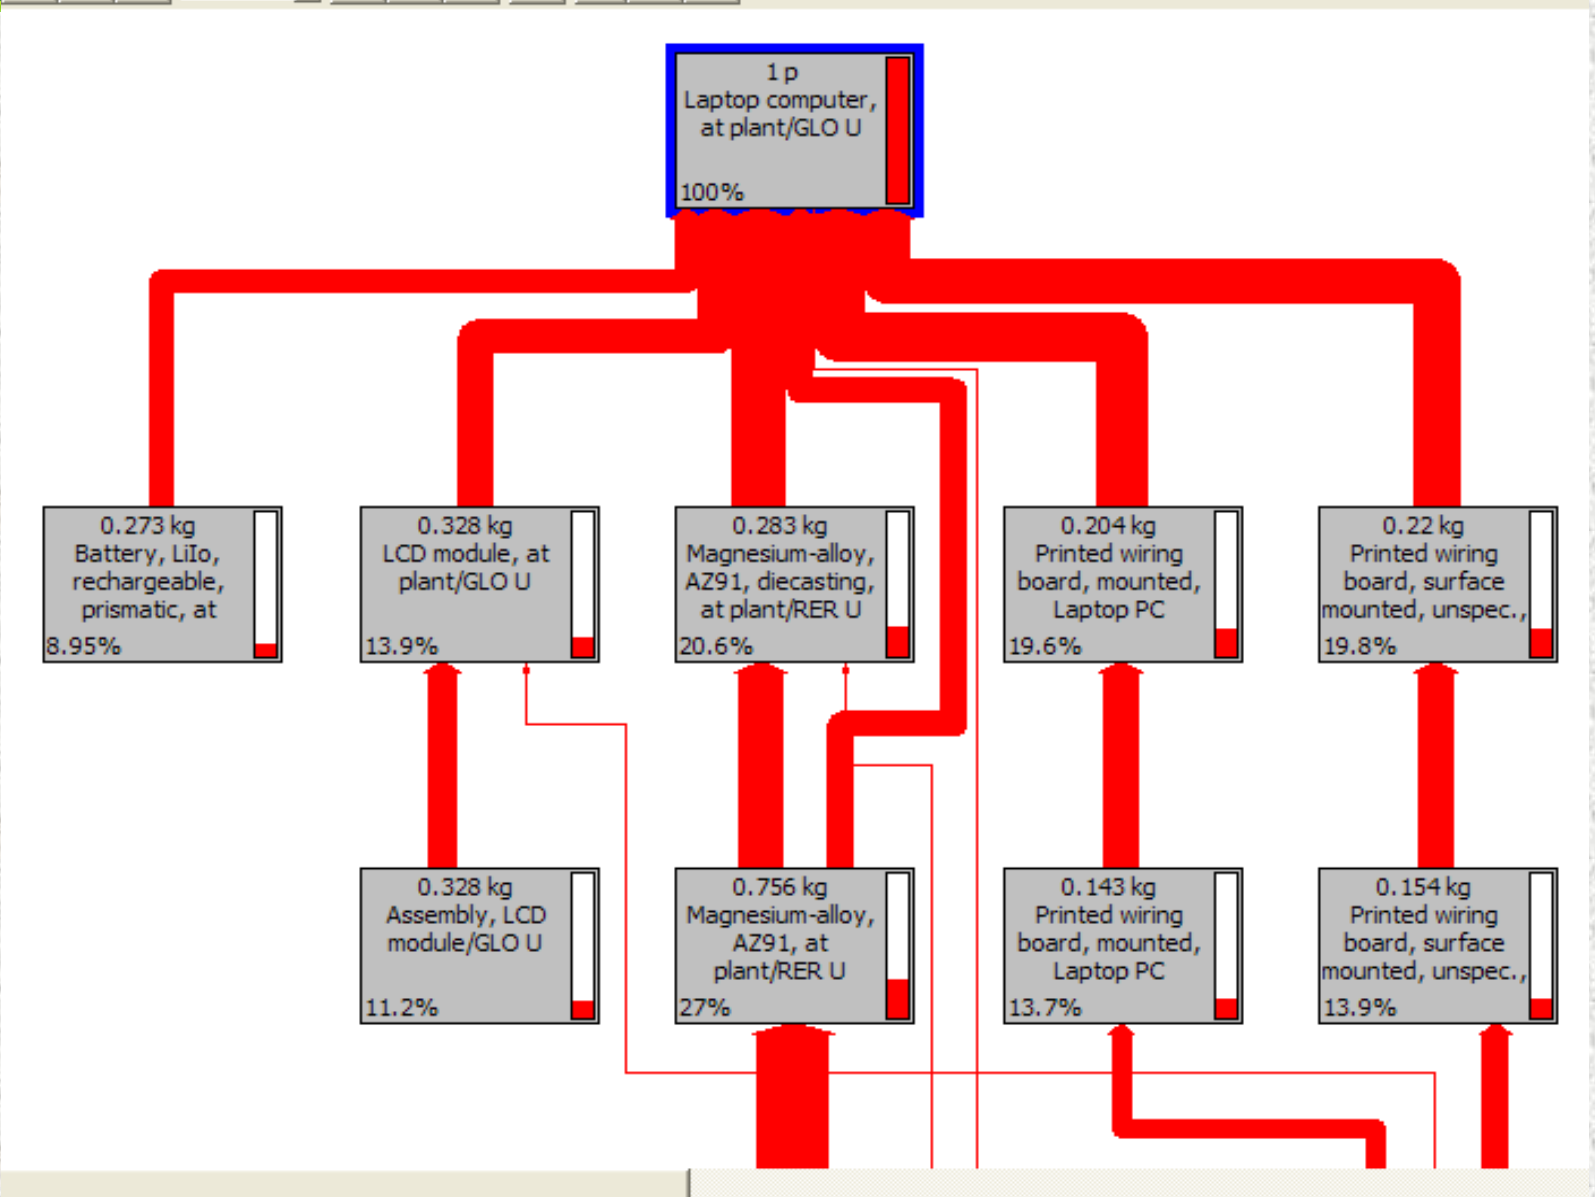 1 p
Laptop computer,
at plant/GLO U
100%
0.273 kg
Battery, LiIo,
rechargeable,
prismatic, at
8.95%
0.328 kg
LCD module, at
plant/GLO U
13.9%
0.283 kg
Magnesium-alloy,
AZ91, diecasting,
at plant/RER U
20.6%
0.204 kg
Printed wiring
board, mounted,
Laptop PC
19.6%
0.22 kg
Printed wiring
board, surface
mounted, unspec.,
19.8%
0.328 kg
Assembly, LCD
module/GLO U
11.2%
0.756 kg
Magnesium-alloy,
AZ91, at
plant/RER U
27%
0.143 kg
Printed wiring
board, mounted,
Laptop PC
13.7%
0.154 kg
Printed wiring
board, surface
mounted, unspec.,
13.9%